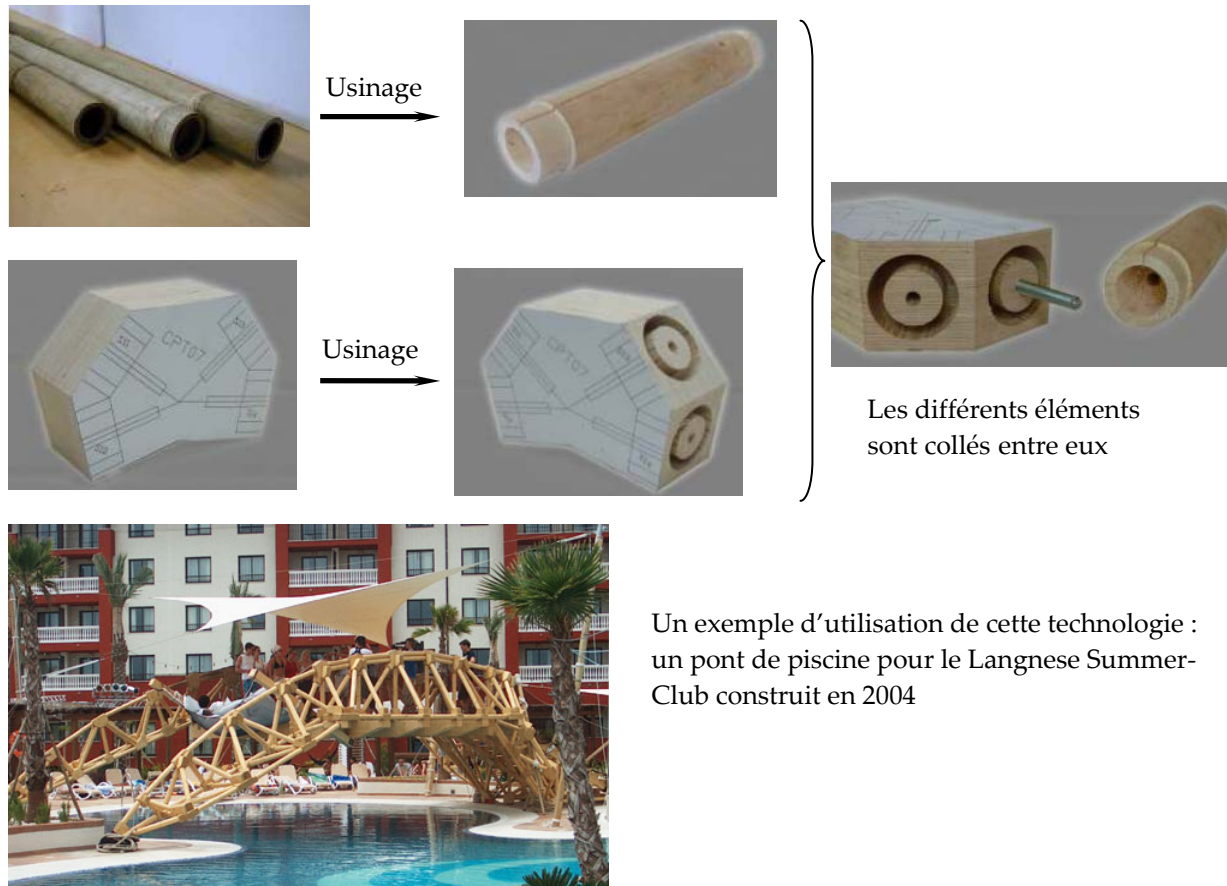 Usinage
Usinage
CPT07
CPT07
Les différents éléments
sont collés entre eux
Un exemple d’utilisation de cette technologie :
un pont de piscine pour le Langnese Summer-
Club construit en 2004